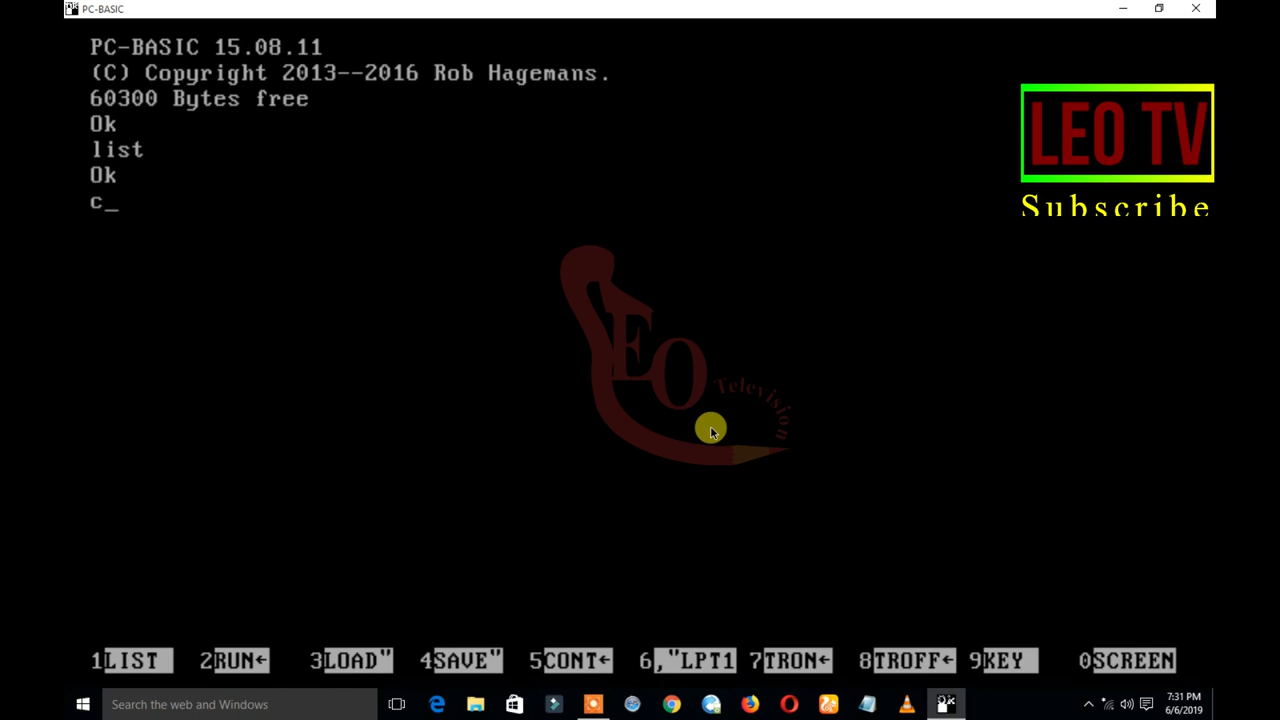 PC-BASIC
PC-BASIC 15.08.11
(C) Copyright 2013--2016 Rob Hagemans.
60300 Bytes free
Ok
list
Ok
c_
LEO TV
Subscribe
EO
Television
1LIST 2RUN← 3LOAD" 4SAVE" 5CONT← 6,"LPT1 7TRON← 8TROFF← 9KEY 0SCREEN
Search the web and Windows
7:31 PM
6/6/2019